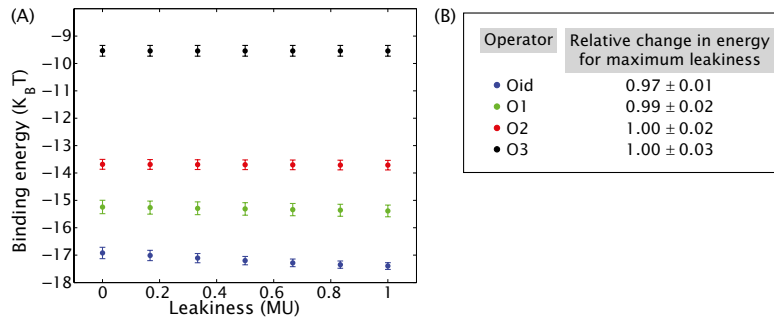 (A)
Binding energy (K_B T)
−9
−10
−11
−12
−13
−14
−15
−16
−17
−18
0 0.2 0.4 0.6 0.8 1
Leakiness (MU)
(B)
Operator Relative change in energy
for maximum leakiness
Oid 0.97 ± 0.01
O1 0.99 ± 0.02
O2 1.00 ± 0.02
O3 1.00 ± 0.03